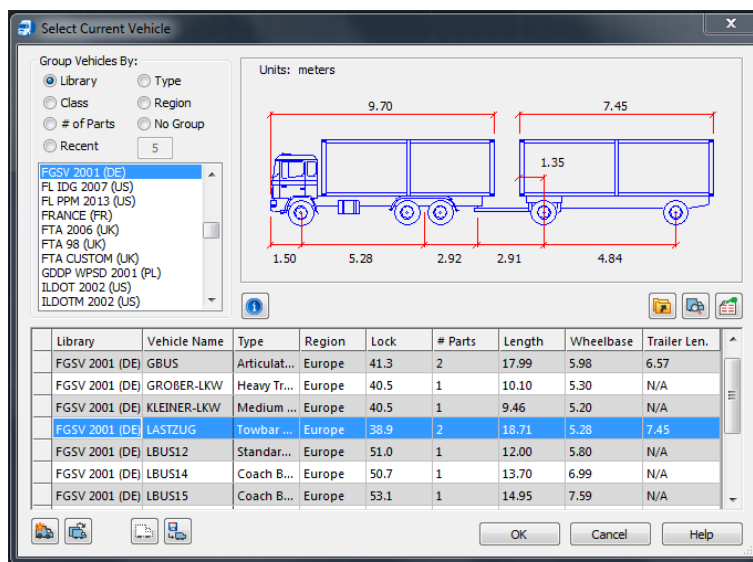 Select Current Vehicle
Group Vehicles By:
Library
Type
Class
Region
# of Parts
No Group
Recent
5
FGSV 2001 (DE)
FL IDG 2007 (US)
FL PPM 2013 (US)
FRANCE (FR)
FTA 2006 (UK)
FTA 98 (UK)
FTA CUSTOM (UK)
GDDP WPSD 2001 (PL)
ILDOT 2002 (US)
ILDOTM 2002 (US)
Units: meters
9.70 7.45
1.35
1.50 5.28 2.92 2.91 4.84
Library Vehicle Name Type Region Lock # Parts Length Wheelbase Trailer Len.
FGSV 2001 (DE) GBUS Articulat... Europe 41.3 2 17.99 5.98 6.57
FGSV 2001 (DE) GROßER-LKW Heavy Tr... Europe 40.5 1 10.10 5.30 N/A
FGSV 2001 (DE) KLEINER-LKW Medium ... Europe 40.5 1 9.46 5.20 N/A
FGSV 2001 (DE) LASTZUG Towbar ... Europe 38.9 2 18.71 5.28 7.45
FGSV 2001 (DE) LBUS12 Standar... Europe 51.0 1 12.00 5.80 N/A
FGSV 2001 (DE) LBUS14 Coach B... Europe 50.7 1 13.70 6.99 N/A
FGSV 2001 (DE) LBUS15 Coach B... Europe 53.1 1 14.95 7.59 N/A
OK Cancel Help